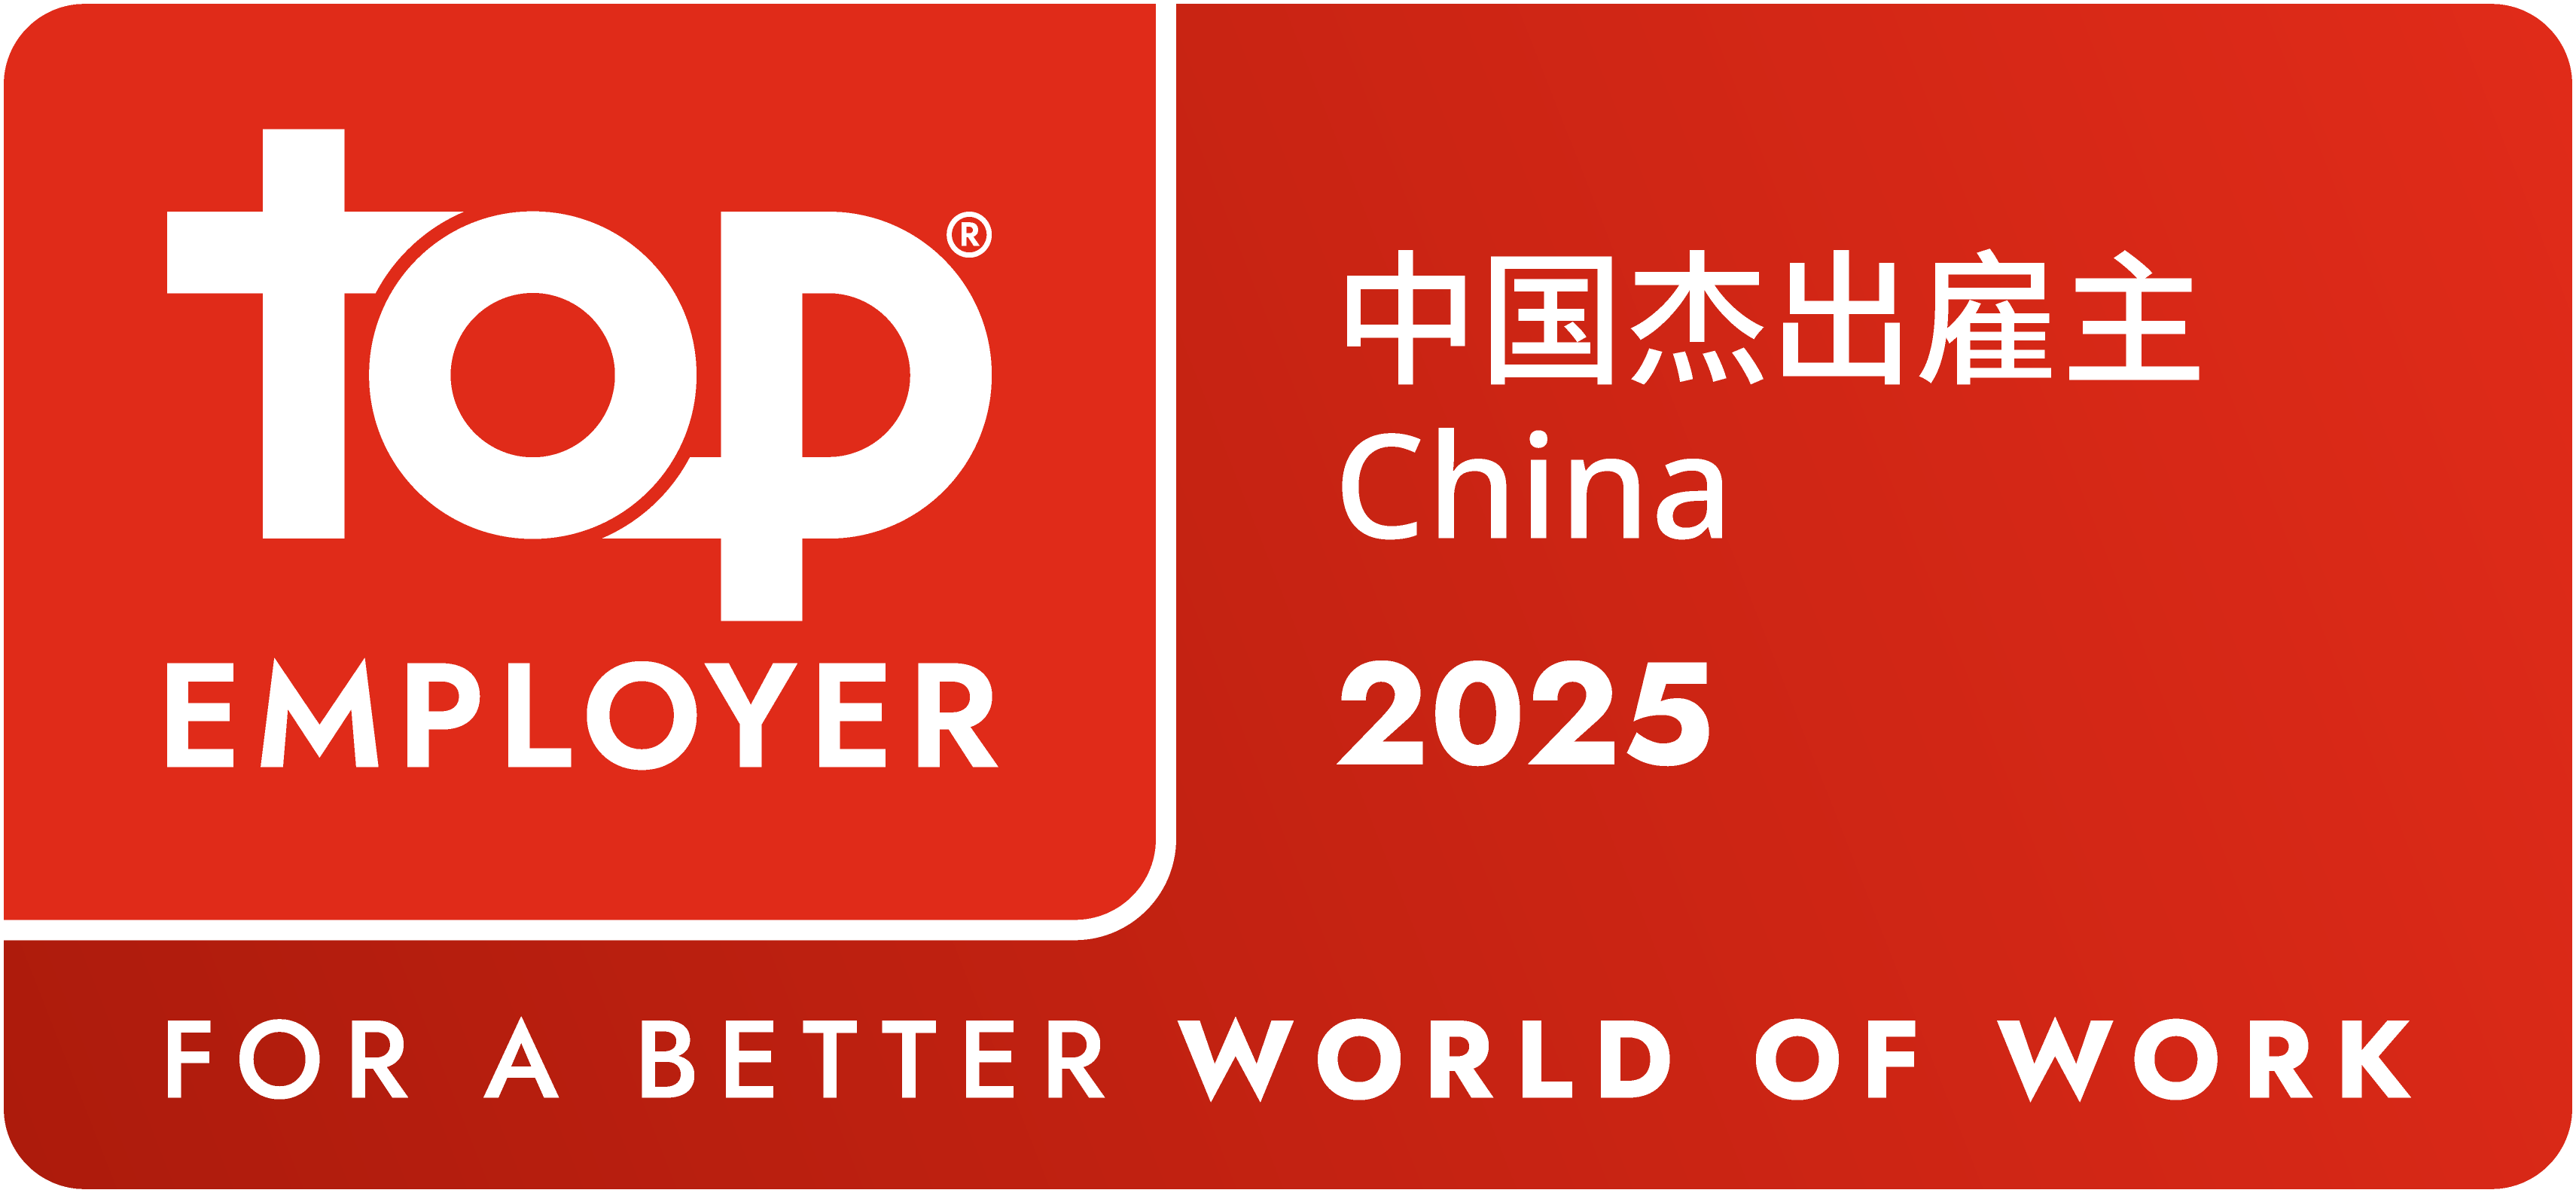 top®
EMPLOYER
中国杰出雇主
China
2025
FOR A BETTER WORLD OF WORK